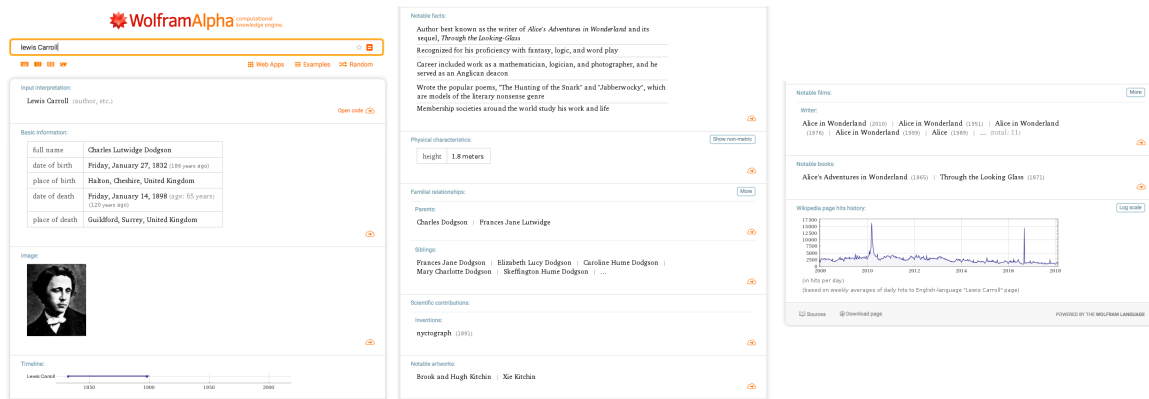 WolframAlpha computational knowledge engine.
lewis Carroll
Web Apps Examples Random
Input interpretation:
Lewis Carroll (author, etc.)
Open code
Basic information:
full name Charles Lutwidge Dodgson
date of birth Friday, January 27, 1832 (186 years ago)
place of birth Halton, Cheshire, United Kingdom
date of death Friday, January 14, 1898 (age: 65 years)
(120 years ago)
place of death Guildford, Surrey, United Kingdom
Image:
Timeline:
Lewis Carroll
1850 1900 1950 2000
Notable facts:
Author best known as the writer of Alice's Adventures in Wonderland and its
sequel, Through the Looking-Glass
Recognized for his proficiency with fantasy, logic, and word play
Career included work as a mathematician, logician, and photographer, and he
served as an Anglican deacon
Wrote the popular poems, "The Hunting of the Snark" and "Jabberwocky", which
are models of the literary nonsense genre
Membership societies around the world study his work and life
Physical characteristics:
Show non-metric
height 1.8 meters
Familial relationships:
More
Parents:
Charles Dodgson | Frances Jane Lutwidge
Siblings:
Frances Jane Dodgson | Elizabeth Lucy Dodgson | Caroline Hume Dodgson |
Mary Charlotte Dodgson | Skeffington Hume Dodgson | ...
Scientific contributions:
Inventions:
nyctograph (1891)
Notable artworks:
Brook and Hugh Kitchin | Xie Kitchin
Notable films:
More
Writer:
Alice in Wonderland (2010) | Alice in Wonderland (1951) | Alice in Wonderland
(1976) | Alice in Wonderland (1999) | Alice (1989) | ... (total: 11)
Notable books:
Alice's Adventures in Wonderland (1865) | Through the Looking Glass (1871)
Wikipedia page hits history:
Log scale
17500
15000
12500
10000
7500
5000
2500
0
2008 2010 2012 2014 2016 2018
(in hits per day)
(based on weekly averages of daily hits to English-language "Lewis Carroll" page)
Sources Download page POWERED BY THE WOLFRAM LANGUAGE